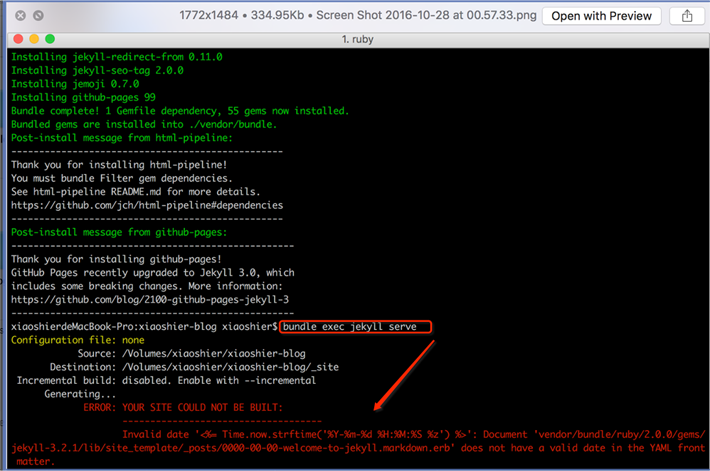 1772x1484 • 334.95Kb • Screen Shot 2016-10-28 at 00.57.33.png
Open with Preview
1. ruby
Installing jekyll-redirect-from 0.11.0
Installing jekyll-seo-tag 2.0.0
Installing jemoji 0.7.0
Installing github-pages 99
Bundle complete! 1 Gemfile dependency, 55 gems now installed.
Bundled gems are installed into ./vendor/bundle.
Post-install message from html-pipeline:
-------------------------------------------------
Thank you for installing html-pipeline!
You must bundle Filter gem dependencies.
See html-pipeline README.md for more details.
https://github.com/jch/html-pipeline#dependencies
-------------------------------------------------
Post-install message from github-pages:
---------------------------------------------------
Thank you for installing github-pages!
GitHub Pages recently upgraded to Jekyll 3.0, which
includes some breaking changes. More information:
https://github.com/blog/2100-github-pages-jekyll-3
---------------------------------------------------
xiaoshierdeMacBook-Pro:xiaoshier-blog xiaoshier$ bundle exec jekyll serve
Configuration file: none
Source: /Volumes/xiaoshier/xiaoshier-blog
Destination: /Volumes/xiaoshier/xiaoshier-blog/_site
Incremental build: disabled. Enable with --incremental
Generating...
ERROR: YOUR SITE COULD NOT BE BUILT:
------------------------------------
Invalid date '<%= Time.now.strftime('%Y-%m-%d %H:%M:%S %z') %>': Document 'vendor/bundle/ruby/2.0.0/gems/
jekyll-3.2.1/lib/site_template/_posts/0000-00-00-welcome-to-jekyll.markdown.erb' does not have a valid date in the YAML front
matter.